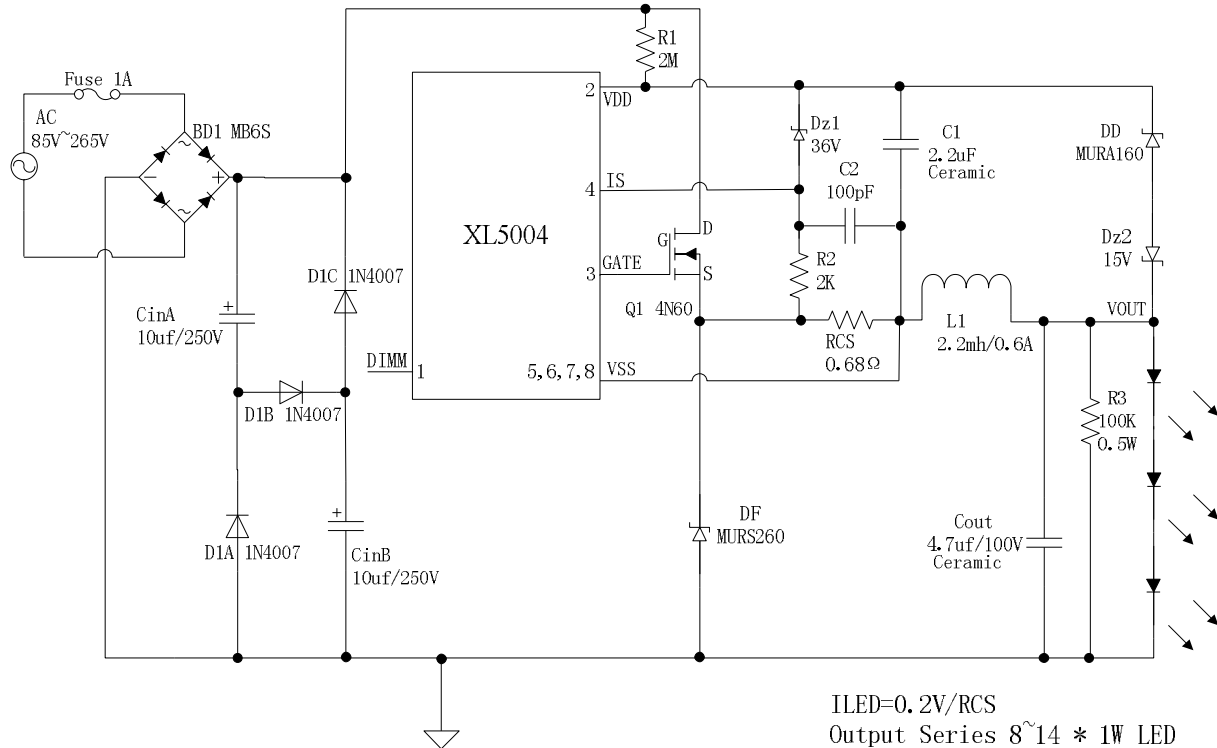 R1
2M
Fuse 1A
AC
85V~265V
BD1 MB6S
~
−
+
~
2
VDD
Dz1
36V
C1
2.2uF
Ceramic
DD
MURA160
4
IS
C2
100pF
XL5004
G
D
S
3
GATE
R2
2K
Dz2
15V
D1C 1N4007
CinA
+
10uf/250V
Q1 4N60
L1
2.2mh/0.6A
VOUT
RCS
0.68Ω
DIMM
1
5,6,7,8
VSS
D1B 1N4007
R3
100K
0.5W
+
DF
MURS260
Cout
4.7uf/100V
Ceramic
D1A 1N4007
CinB
10uf/250V
ILED=0.2V/RCS
Output Series 8~14 * 1W LED